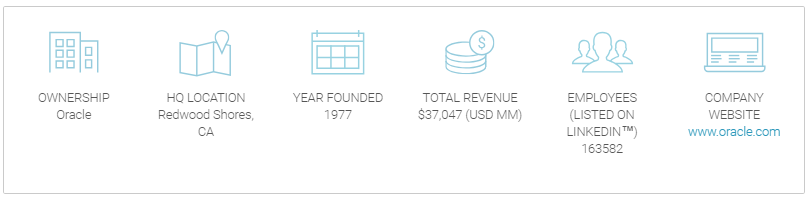 $
OWNERSHIP
Oracle
HQ LOCATION
Redwood Shores,
CA
YEAR FOUNDED
1977
TOTAL REVENUE
$37,047 (USD MM)
EMPLOYEES
(LISTED ON
LINKEDIN™)
163582
COMPANY
WEBSITE
www.oracle.com